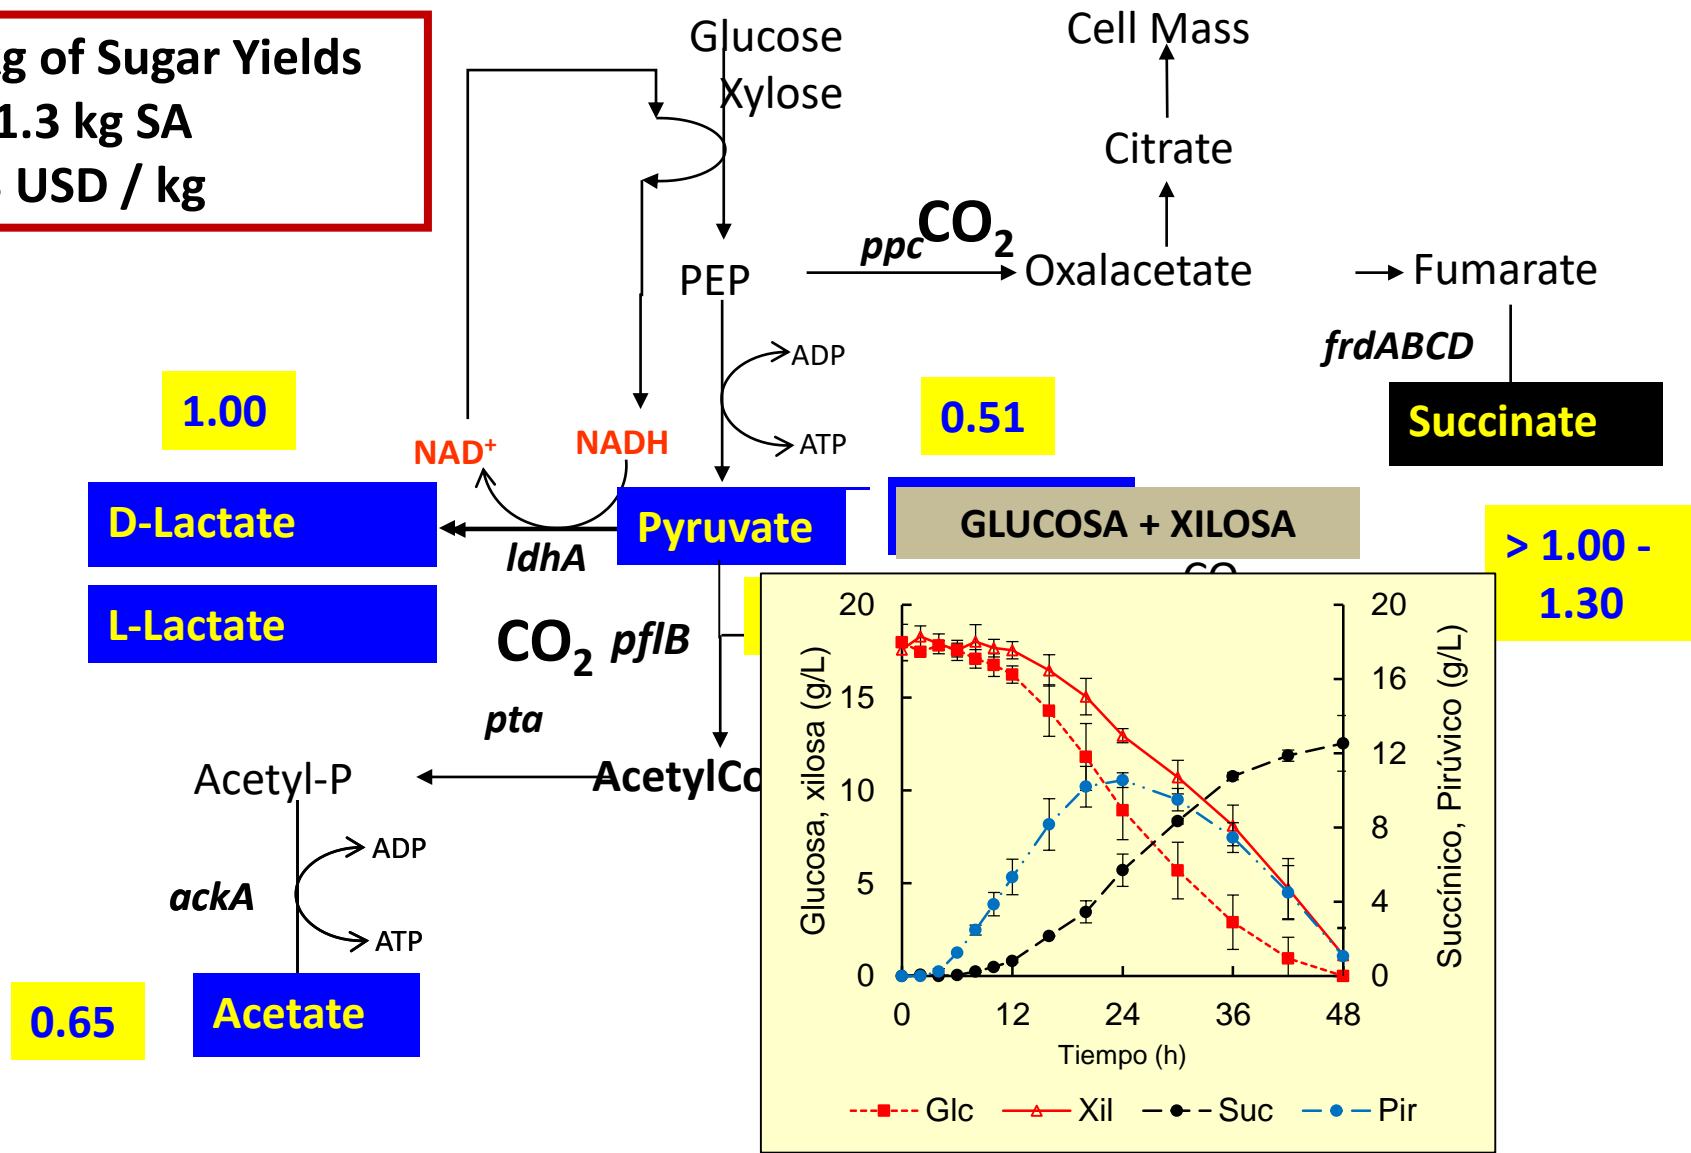 g of Sugar Yields
1.3 kg SA
USD / kg
Glucose
Xylose
Cell Mass
Citrate
CO2
ppc
PEP
Oxalacetate
Fumarate
frdABCD
ADP
ATP
1.00
0.51
Succinate
NAD+
NADH
D-Lactate
Pyruvate
GLUCOSA + XILOSA
> 1.00 -
1.30
ldhA
L-Lactate
CO2
pflB
CO
pta
Acetyl-P
AcetylCo
ADP
ackA
ATP
0.65
Acetate
Glucosa, xilosa (g/L)
20
15
10
5
0
20
16
12
8
4
0
Succínico, Pirúvico (g/L)
0 12 24 36 48
Tiempo (h)
Glc Xil Suc Pir